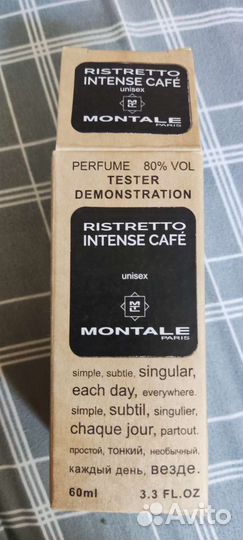 RISTRETTO
INTENSE CAFÉ
unisex
MONTALE
PARIS
PERFUME 80% VOL
TESTER
DEMONSTRATION
RISTRETTO
INTENSE CAFÉ
unisex
MONTALE
PARIS
simple, subtle, singular,
each day, everywhere.
simple, subtil, singulier,
chaque jour, partout.
простой, тонкий, необычный.
каждый день, везде.
60ml 3.3 FL.OZ
Avito